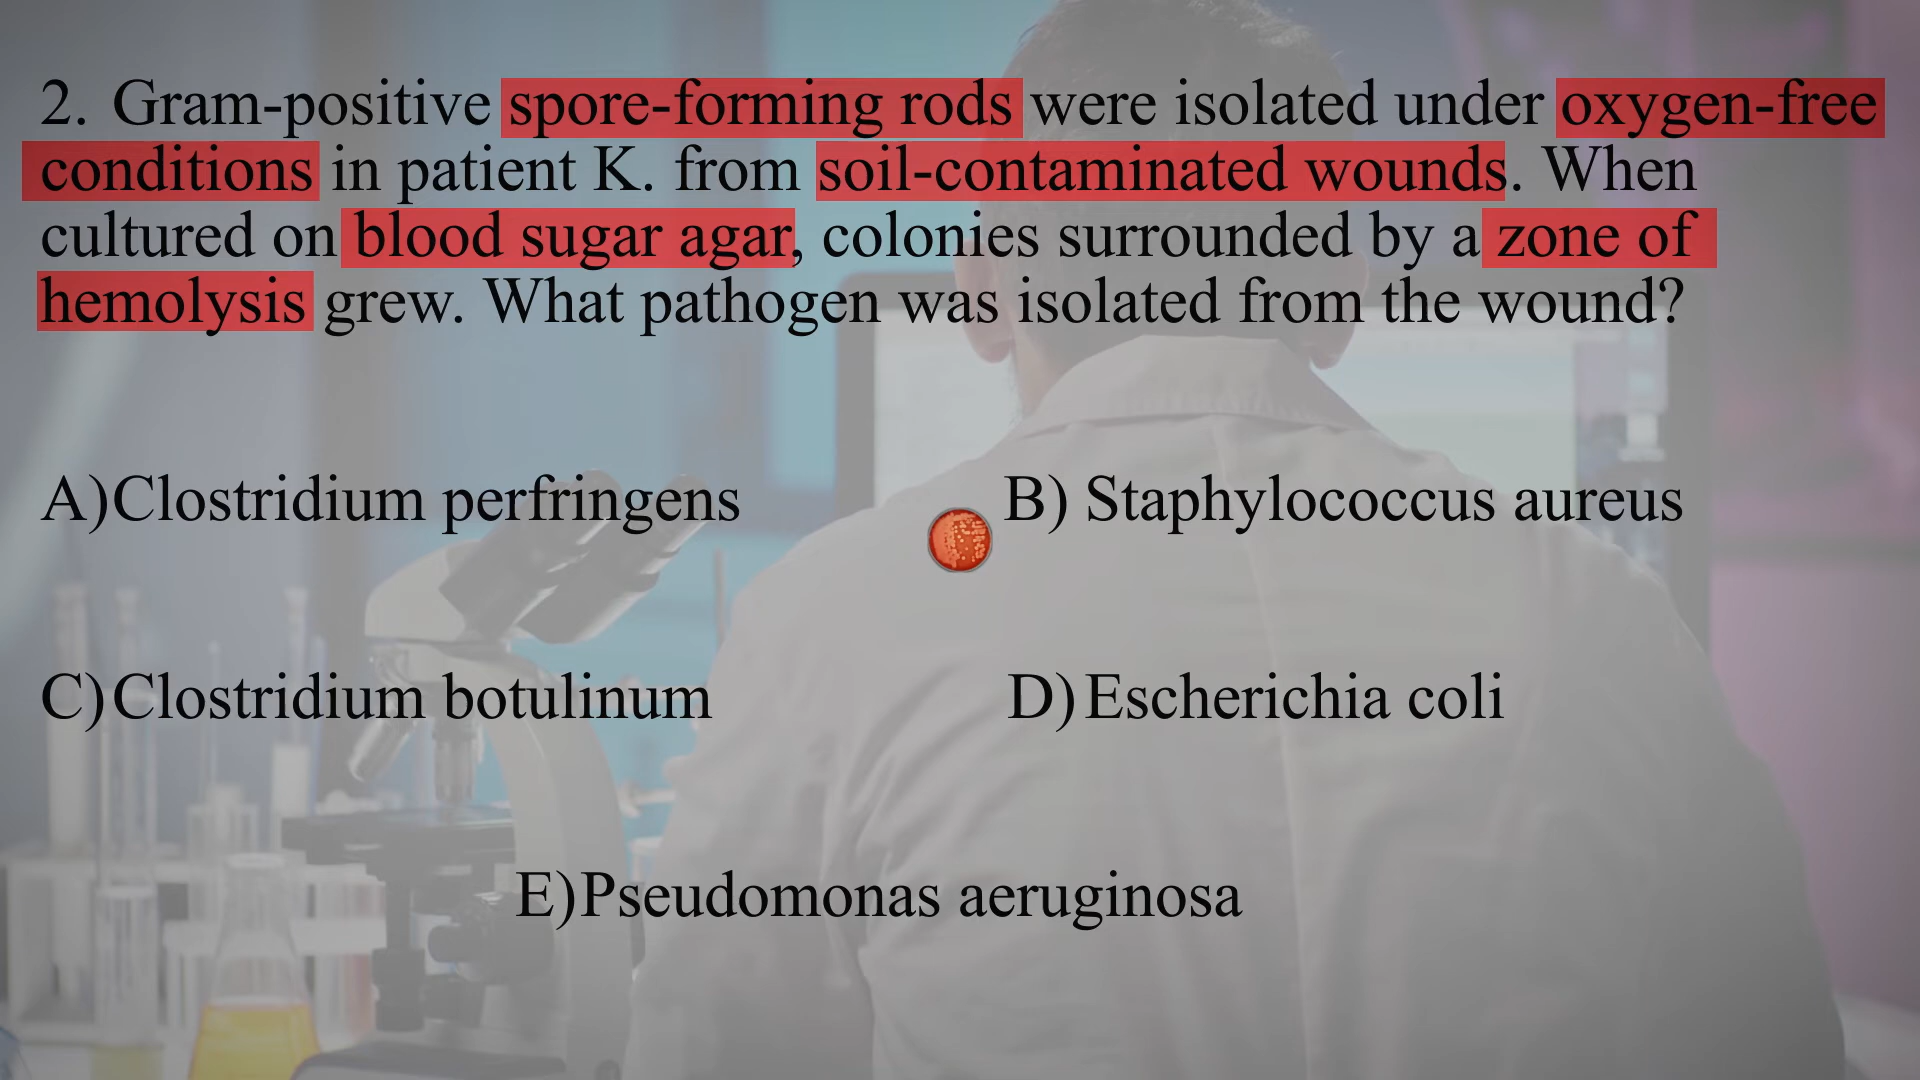 2. Gram-positive spore-forming rods were isolated under oxygen-free
conditions in patient K. from soil-contaminated wounds. When
cultured on blood sugar agar, colonies surrounded by a zone of
hemolysis grew. What pathogen was isolated from the wound?
A) Clostridium perfringens
B) Staphylococcus aureus
C) Clostridium botulinum
D) Escherichia coli
E) Pseudomonas aeruginosa